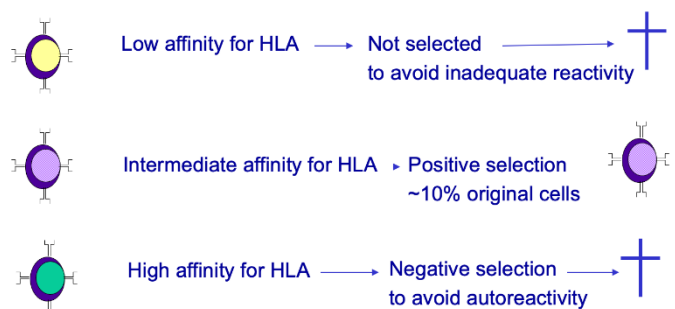 Low affinity for HLA Not selected
to avoid inadequate reactivity
Intermediate affinity for HLA Positive selection
~10% original cells
High affinity for HLA Negative selection
to avoid autoreactivity